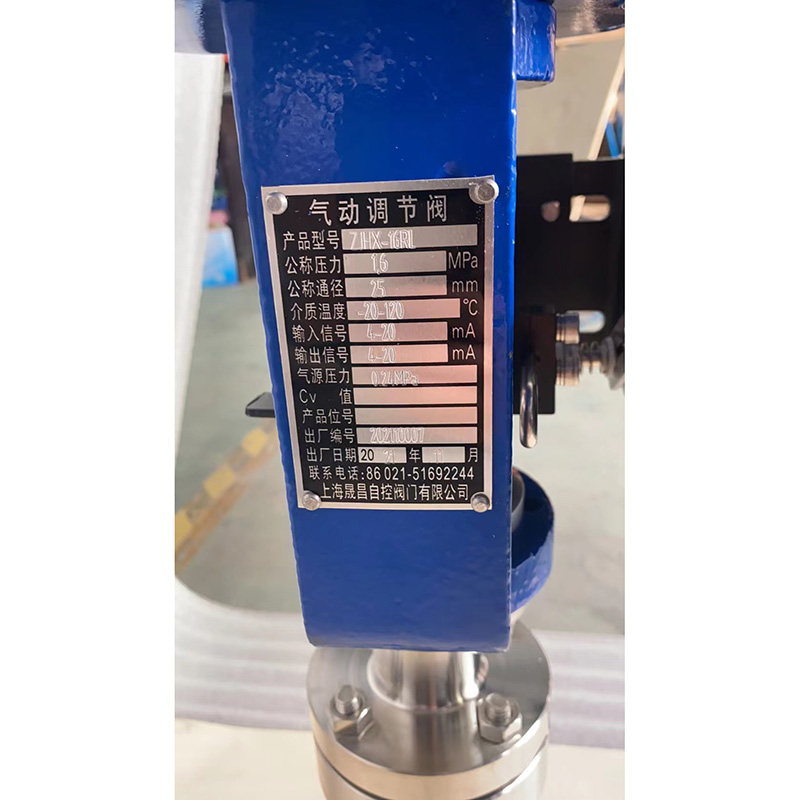 气动调节阀
产品型号 ZJHX-16RL
公称压力 1.6 MPa
公称通径 25 mm
介质温度 -20-120 ℃
输入信号 4-20 mA
输出信号 4-20 mA
气源压力 0.24MPa
Cv 值
产品位号
出厂编号
出厂日期 20 21 年 11 月
联系电话:86 021-51692244
上海晟昌自控阀门有限公司